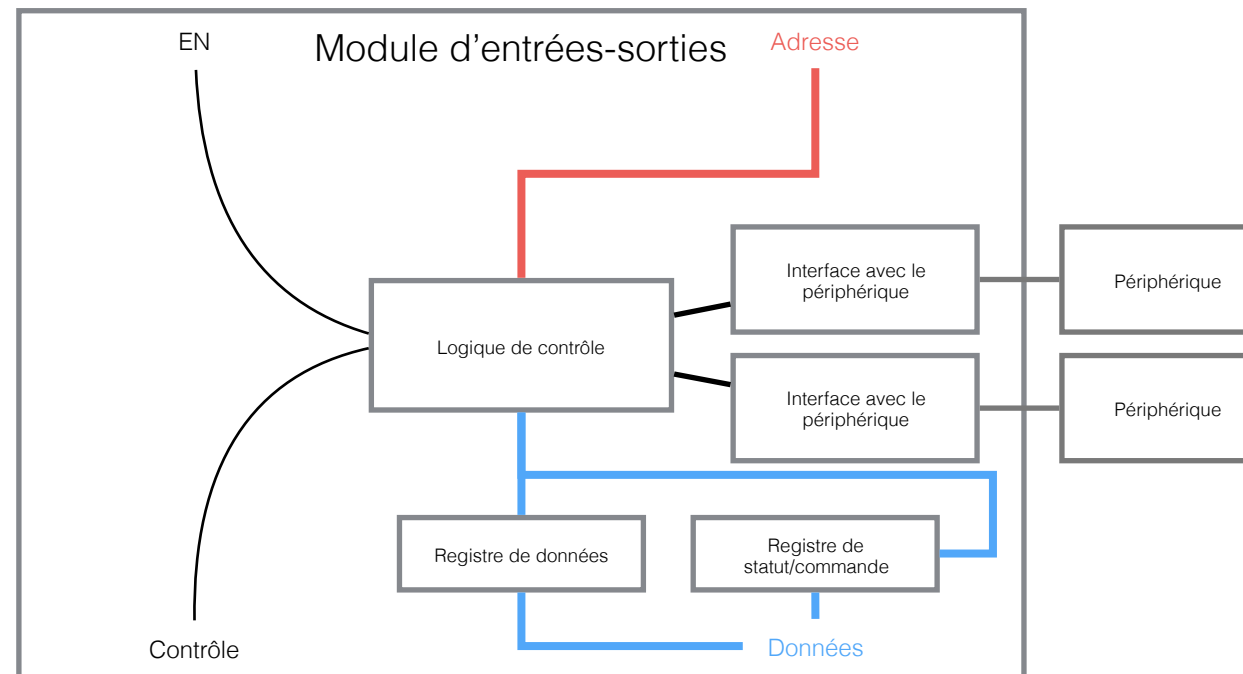 EN
Module d'entrées-sorties
Adresse
Interface avec le
périphérique
Périphérique
Logique de contrôle
Interface avec le
périphérique
Périphérique
Registre de données
Registre de
statut/commande
Contrôle
Données